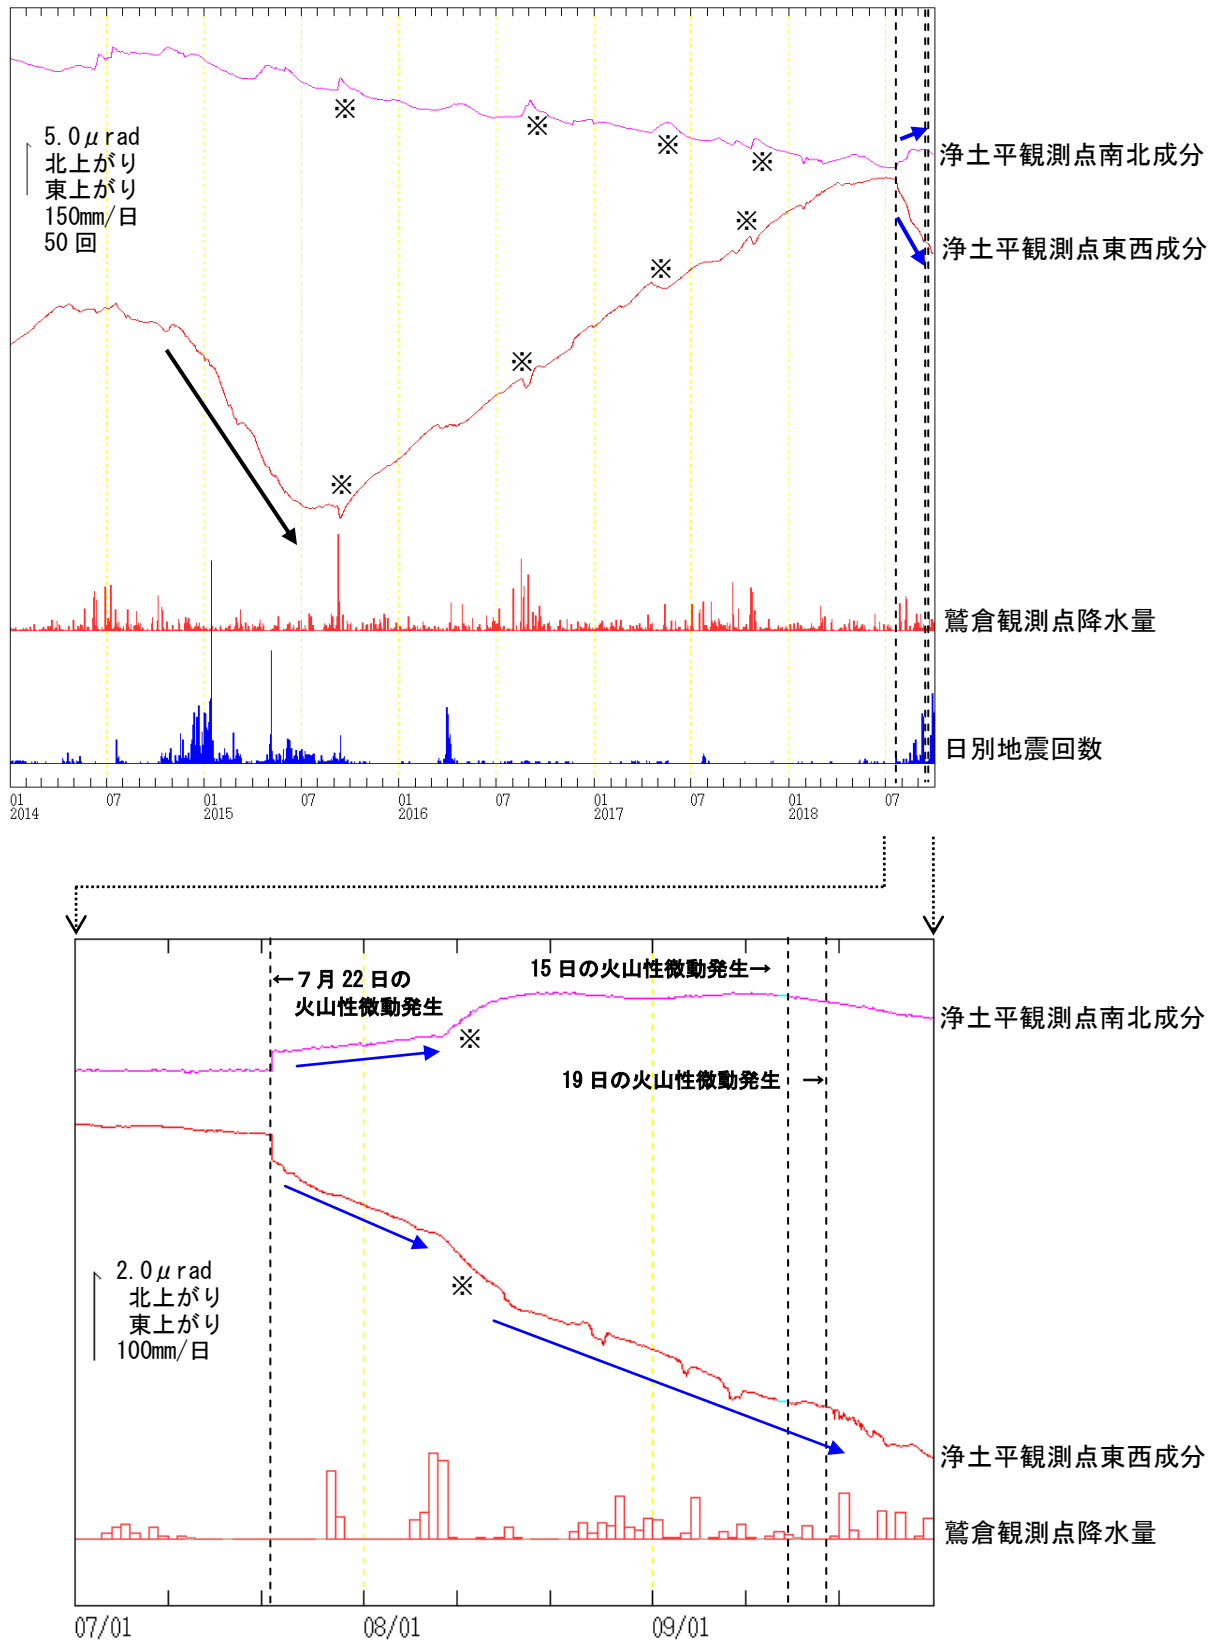 ※
※
※
※
5.0μrad
北上がり
東上がり
150mm/日
50回
浄土平観測点南北成分
※
※
※
※
浄土平観測点東西成分
鷲倉観測点降水量
日別地震回数
01 07 01 07 01 07 01 07 01 07
2014 2015 2016 2017 2018
←7月22日の
火山性微動発生
15日の火山性微動発生→
浄土平観測点南北成分
※
19日の火山性微動発生 →
※
2.0μrad
北上がり
東上がり
100mm/日
浄土平観測点東西成分
鷲倉観測点降水量
07/01 08/01 09/01